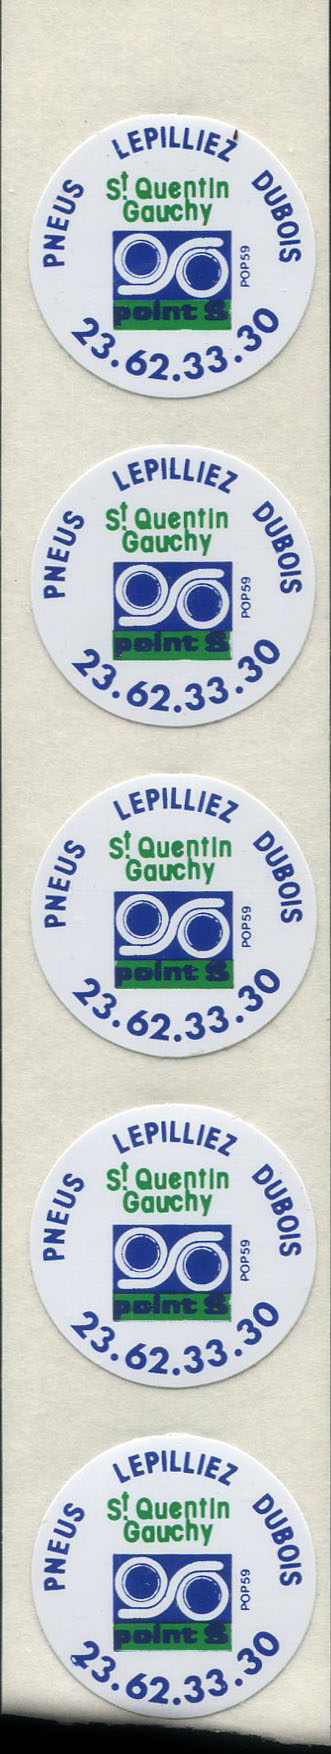 PNEUS LEPILLIEZ DUBOIS
St Quentin
Gauchy
POP59
point S
23.62.33.30
PNEUS LEPILLIEZ DUBOIS
St Quentin
Gauchy
POP59
point S
23.62.33.30
PNEUS LEPILLIEZ DUBOIS
St Quentin
Gauchy
POP59
point S
23.62.33.30
PNEUS LEPILLIEZ DUBOIS
St Quentin
Gauchy
POP59
point S
23.62.33.30
PNEUS LEPILLIEZ DUBOIS
St Quentin
Gauchy
POP59
point S
23.62.33.30